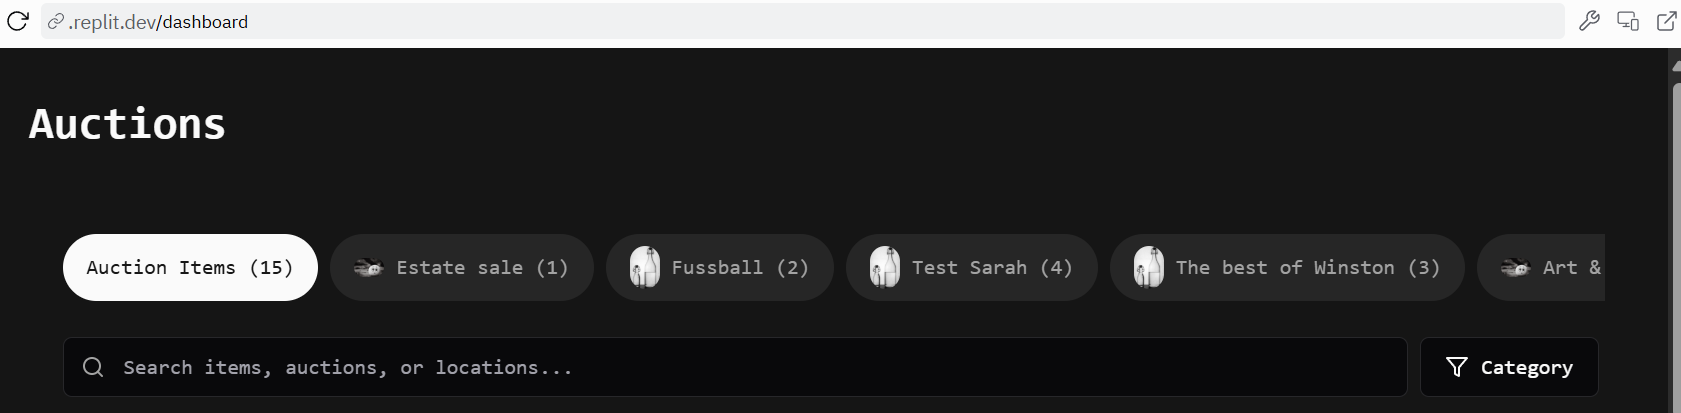 .replit.dev/dashboard
Auctions
Auction Items (15) Estate sale (1) Fussball (2) Test Sarah (4) The best of Winston (3) Art &
Search items, auctions, or locations... Category